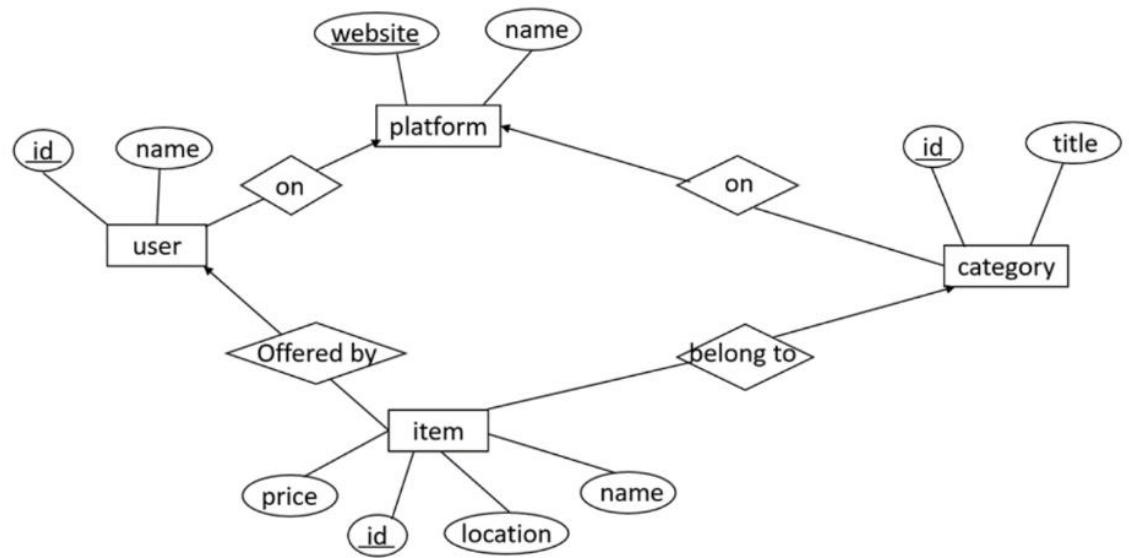 website
name
platform
id
name
id
title
on
on
user
category
Offered by
belong to
item
price
name
id
location